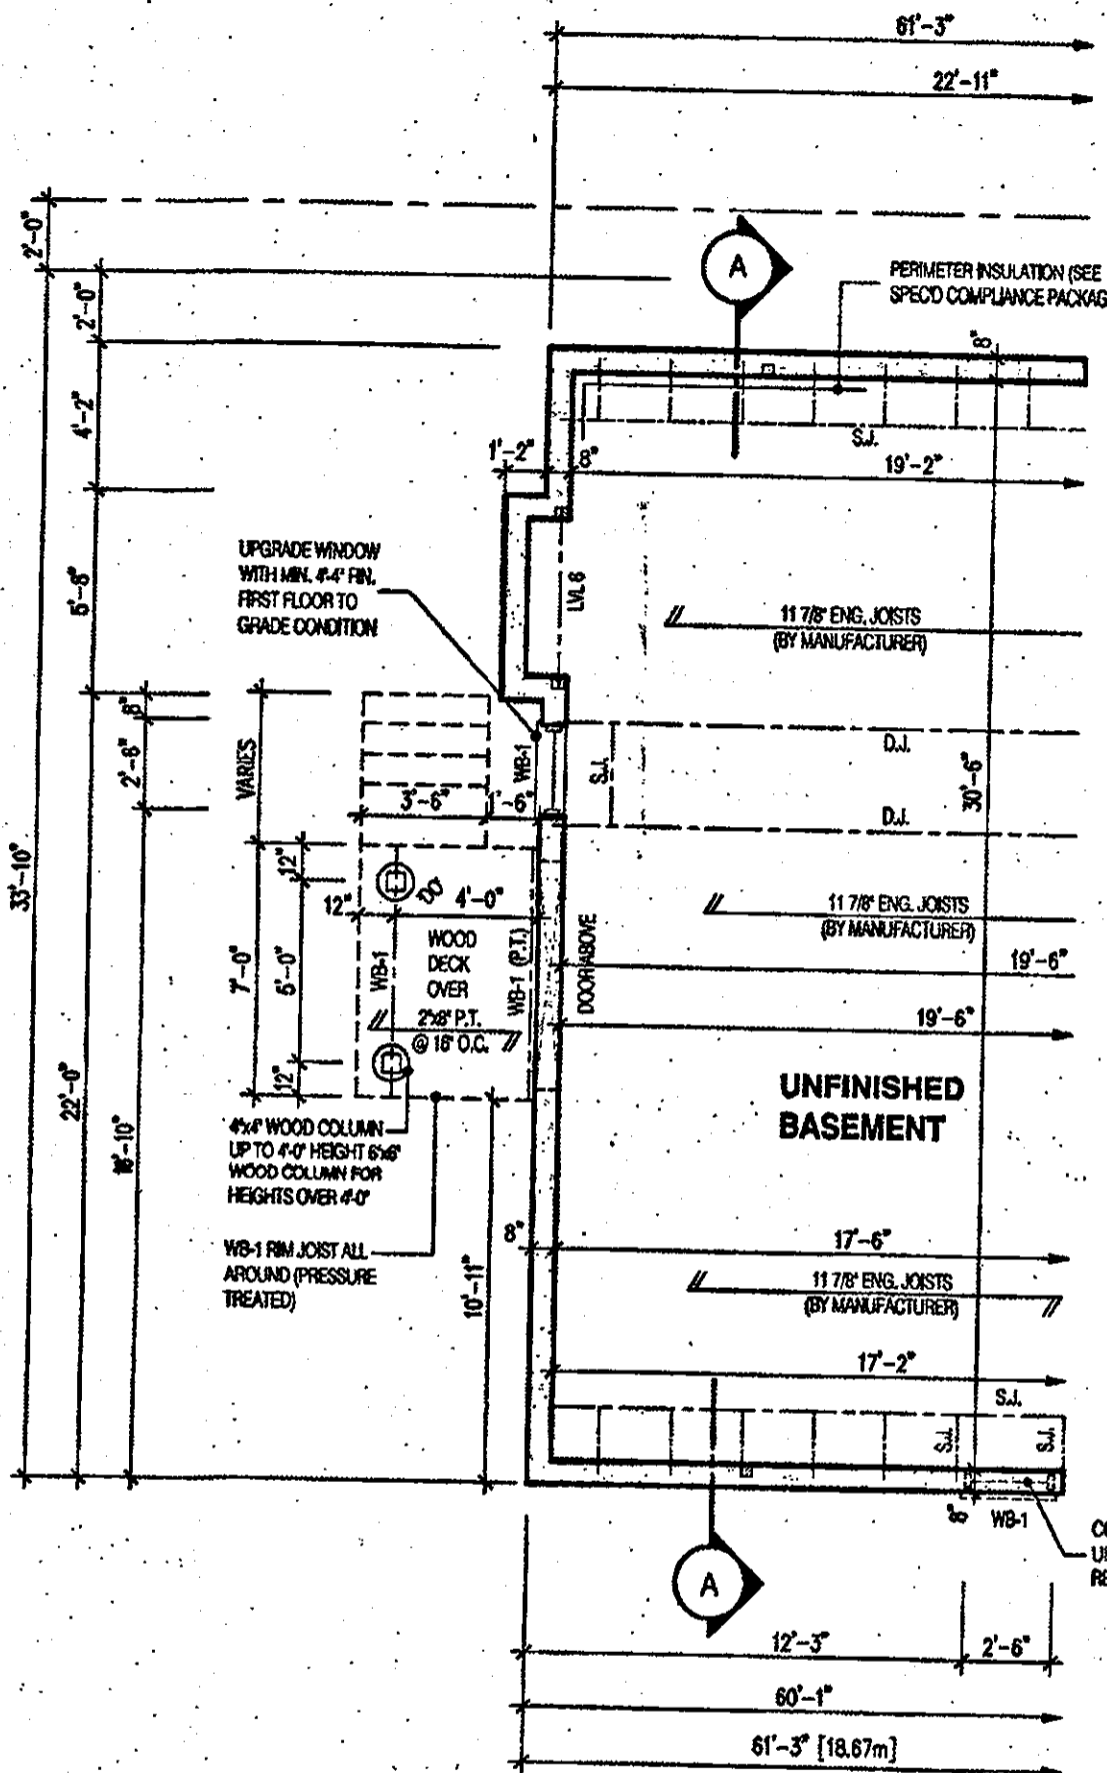 61'-3"
22'-11"
2'-0"
2'-0"
A
PERIMETER INSULATION (SEE
SPEC'D COMPLIANCE PACKAG
8"
4'-2"
S.J.
1'-2"
8"
19'-2"
UPGRADE WINDOW
WITH MIN. 4'-4" FIN.
FIRST FLOOR TO
GRADE CONDITION
5'-8"
LVL 6
11 7/8" ENG. JOISTS
(BY MANUFACTURER)
8"
2'-6"
VARIES
WB-1
S.J.
D.J.
30'-6"
3'-6"
1'-6"
D.J.
33'-10"
12"
4'-0"
12"
11 7/8" ENG. JOISTS
(BY MANUFACTURER)
WOOD
DECK
OVER
WB-1
WB-1 (P.T.)
DOOR ABOVE
7'-0"
5'-0"
19'-6"
2"x8" P.T.
@ 16" O.C.
19'-6"
12"
UNFINISHED
BASEMENT
22'-0"
18'-10"
4"x4" WOOD COLUMN
UP TO 4'-0" HEIGHT 6"x6"
WOOD COLUMN FOR
HEIGHTS OVER 4'-0"
8"
17'-6"
WB-1 RIM JOIST ALL
AROUND (PRESSURE
TREATED)
10'-11"
11 7/8" ENG. JOISTS
(BY MANUFACTURER)
17'-2"
S.J.
S.J.
S.J.
8"
WB-1
A
12'-3"
2'-6"
60'-1"
61'-3" [18.67m]